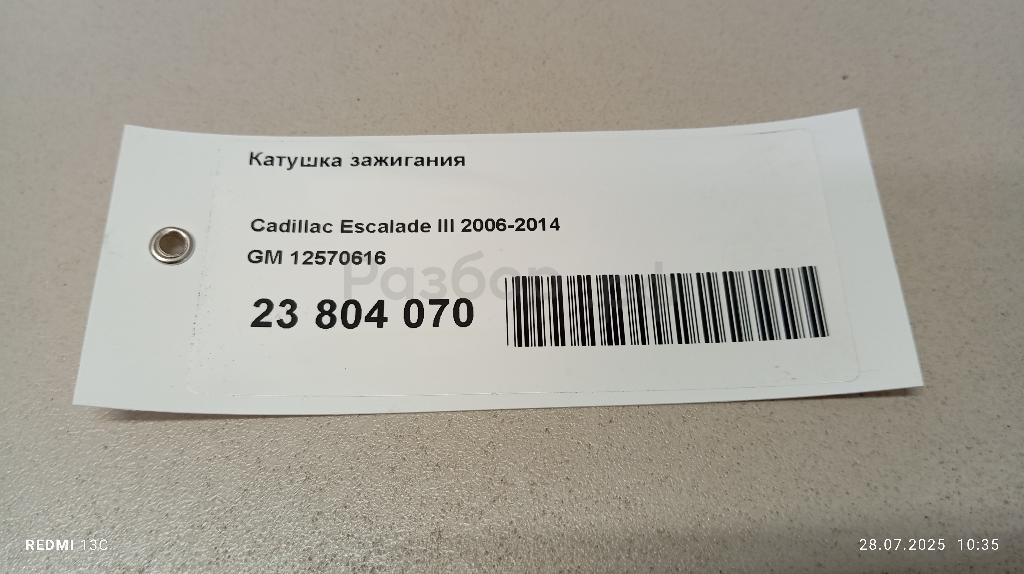 Катушка зажигания
Cadillac Escalade III 2006-2014
GM 12570616
23 804 070
REDMI 13C
28.07.2025 10:35